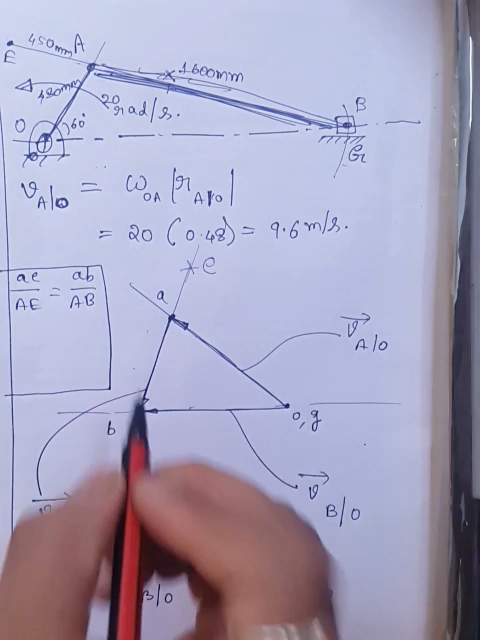 450mm A
E
1600mm
480mm
20 rad/s.
B
O
60°
G
V A/O = ω OA |r A/O|
= 20 (0.48) = 9.6 m/s.
e
a
ae/AE = ab/AB
V A/O
o, g
b
V B/O
B/O